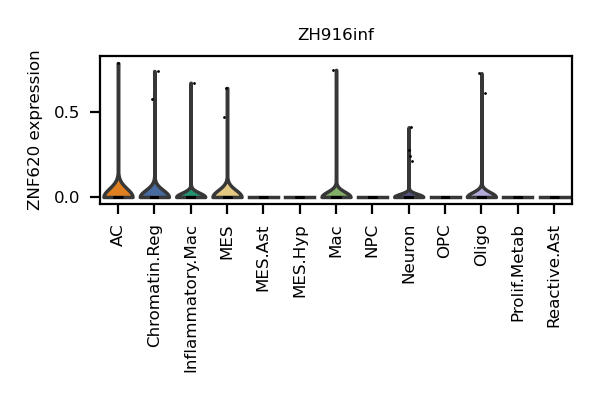 ZH916inf
ZNF620 expression
0.5
0.0
AC
Chromatin.Reg
Inflammatory.Mac
MES
MES.Ast
MES.Hyp
Mac
NPC
Neuron
OPC
Oligo
Prolif.Metab
Reactive.Ast